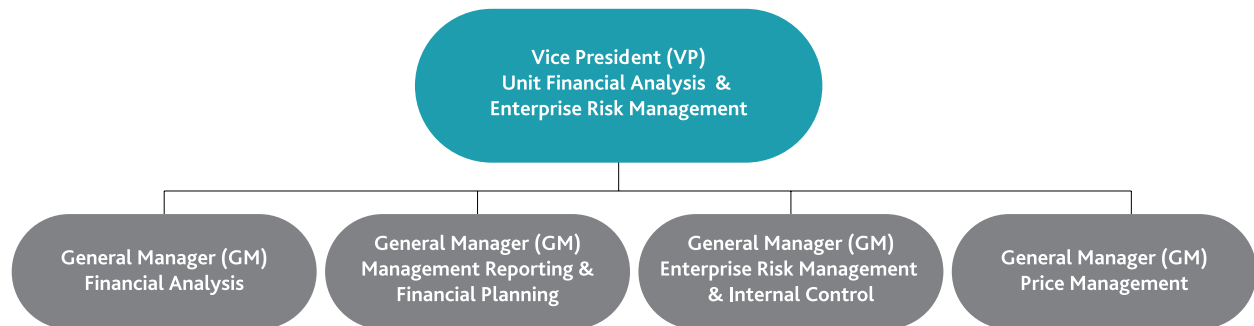 Vice President (VP)
Unit Financial Analysis &
Enterprise Risk Management
General Manager (GM)
Financial Analysis
General Manager (GM)
Management Reporting &
Financial Planning
General Manager (GM)
Enterprise Risk Management
& Internal Control
General Manager (GM)
Price Management